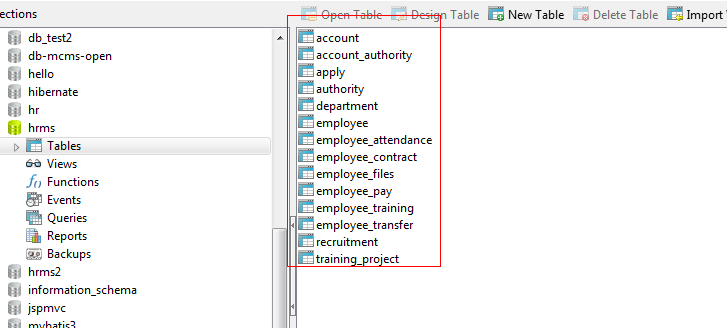 ections
Open Table
Design Table
New Table
Delete Table
Import
db_test2
db-mcms-open
hello
hibernate
hr
hrms
Tables
Views
Functions
Events
Queries
Reports
Backups
hrms2
information_schema
jspmvc
mybatis3
account
account_authority
apply
authority
department
employee
employee_attendance
employee_contract
employee_files
employee_pay
employee_training
employee_transfer
recruitment
training_project